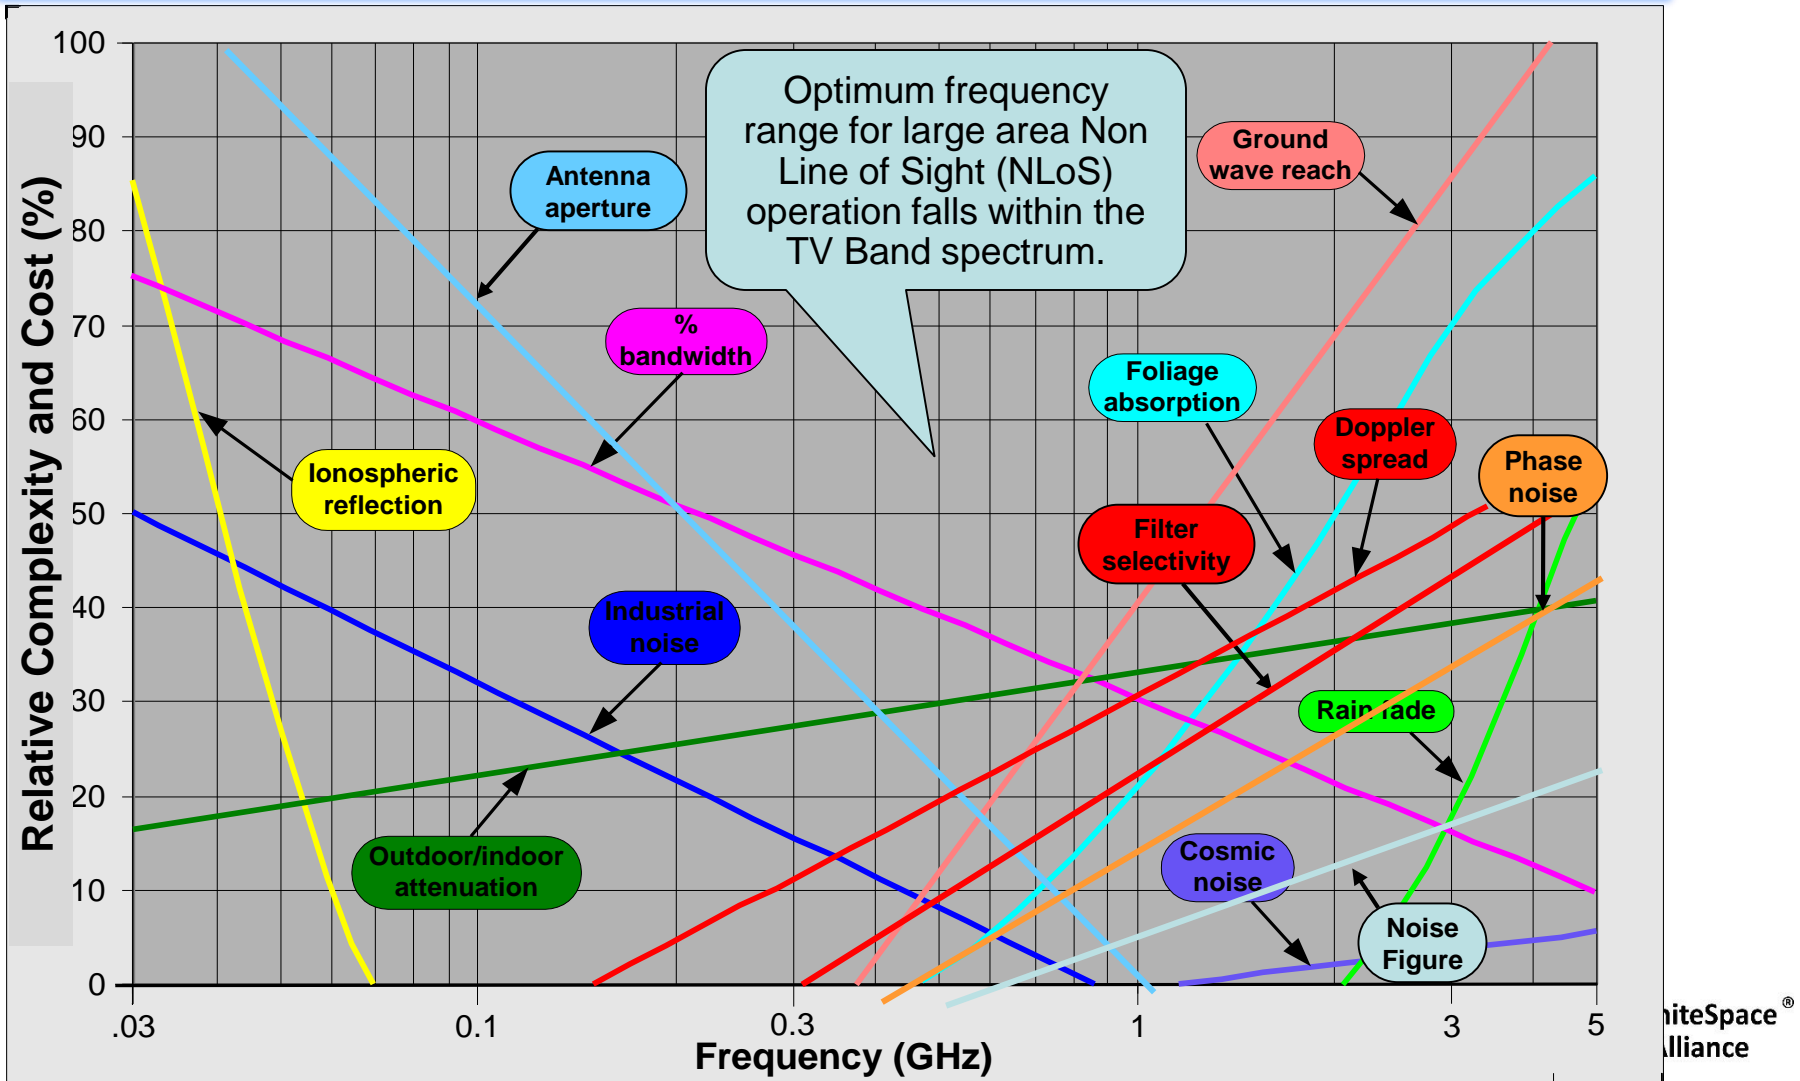 100
90
80
70
60
50
40
30
20
10
0
Relative Complexity and Cost (%)
Optimum frequency
range for large area Non
Line of Sight (NLoS)
operation falls within the
TV Band spectrum.
Ground
wave reach
Antenna
aperture
%
bandwidth
Foliage
absorption
Doppler
spread
Phase
noise
Ionospheric
reflection
Filter
selectivity
Industrial
noise
Rain fade
Outdoor/indoor
attenuation
Cosmic
noise
Noise
Figure
.03
0.1
0.3
1
3
5
Frequency (GHz)
hiteSpace ®
lliance